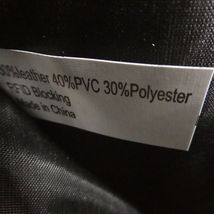 30%leather 40%PVC 30%Polyester
RFID Blocking
Made in China